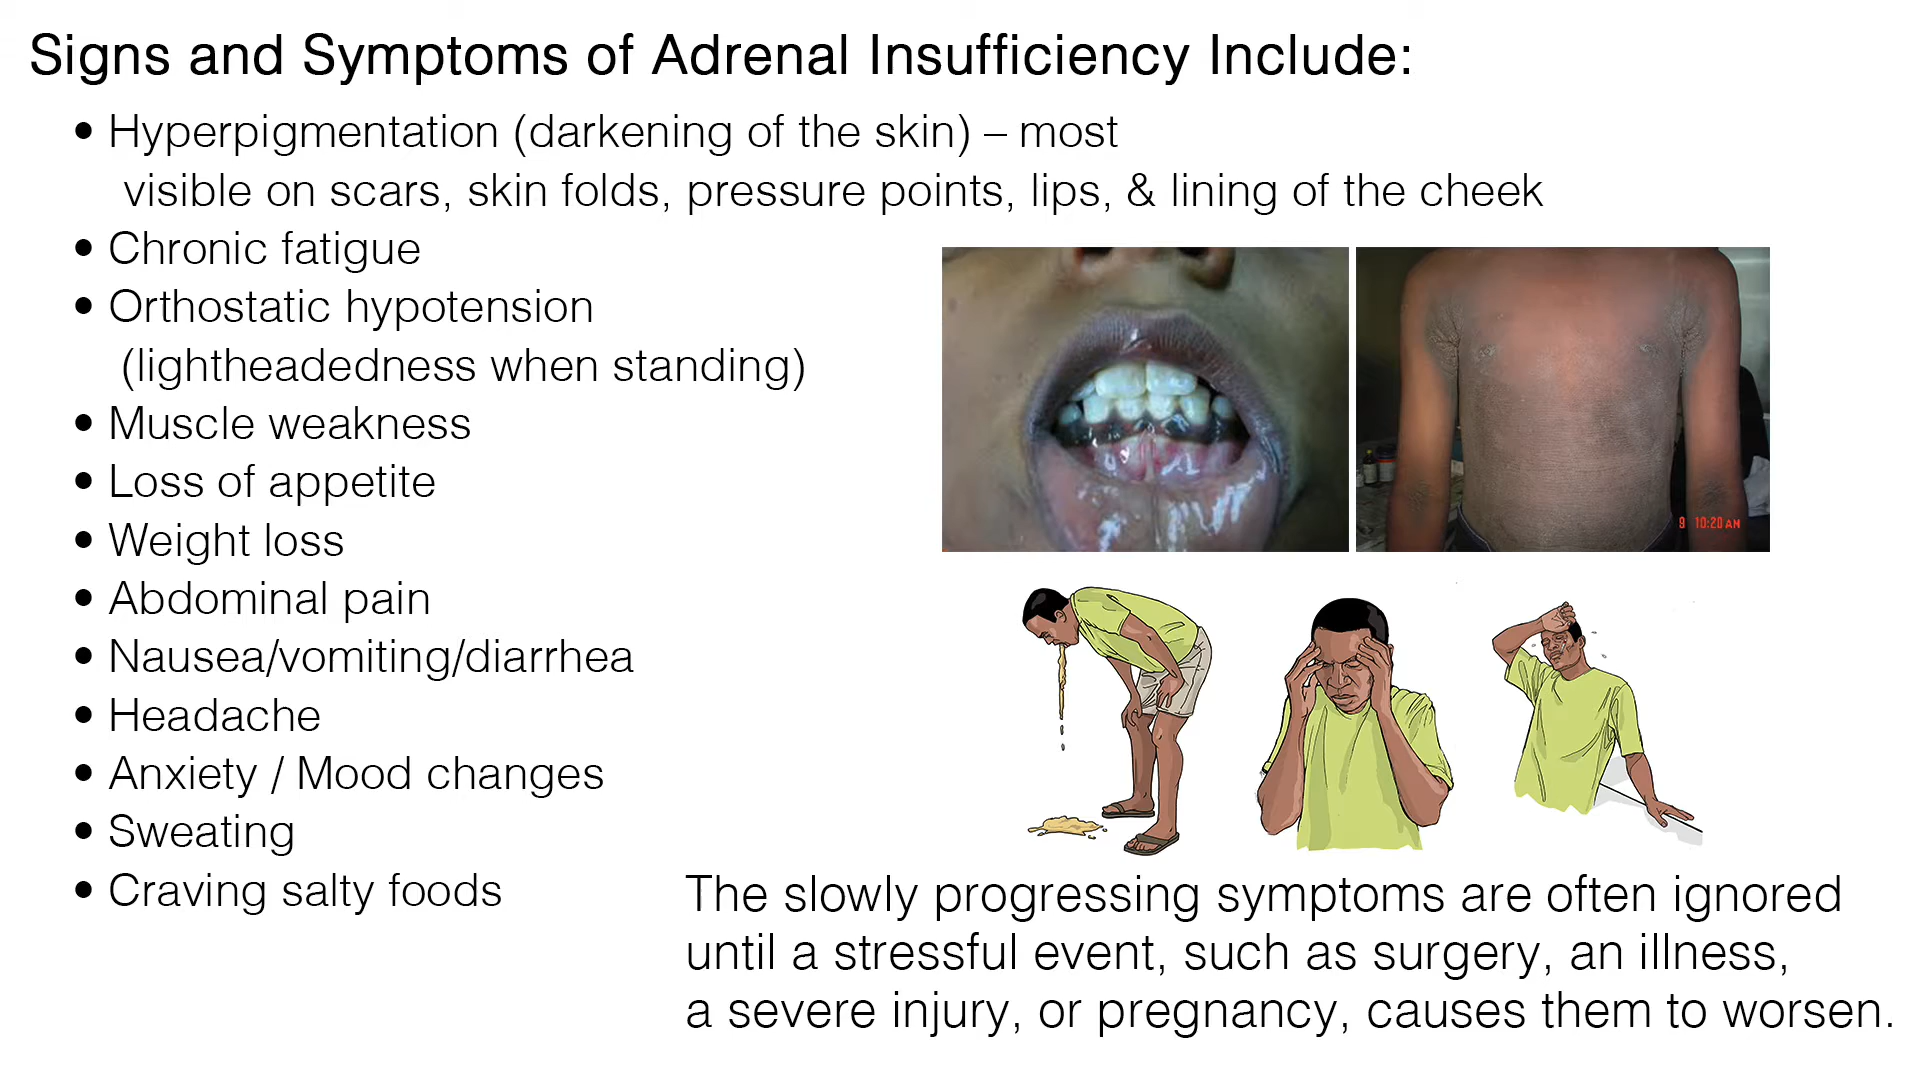 Signs and Symptoms of Adrenal Insufficiency Include:
• Hyperpigmentation (darkening of the skin) – most
visible on scars, skin folds, pressure points, lips, & lining of the cheek
• Chronic fatigue
• Orthostatic hypotension
(lightheadedness when standing)
• Muscle weakness
• Loss of appetite
• Weight loss
• Abdominal pain
• Nausea/vomiting/diarrhea
• Headache
• Anxiety / Mood changes
• Sweating
• Craving salty foods
9 10:20 AM
The slowly progressing symptoms are often ignored
until a stressful event, such as surgery, an illness,
a severe injury, or pregnancy, causes them to worsen.